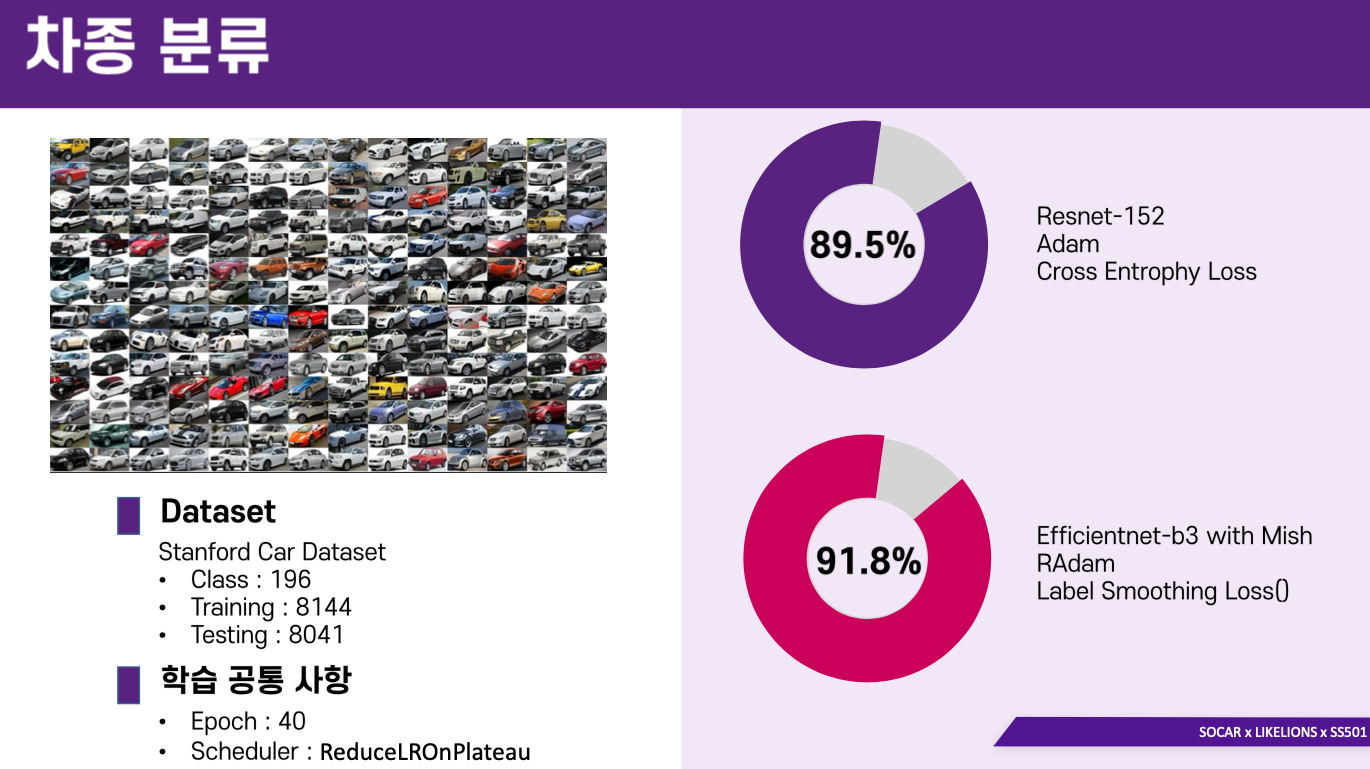 차종 분류
Dataset
Stanford Car Dataset
• Class : 196
• Training : 8144
• Testing : 8041
학습 공통 사항
• Epoch : 40
• Scheduler : ReduceLROnPlateau
89.5%
Resnet-152
Adam
Cross Entrophy Loss
91.8%
Efficientnet-b3 with Mish
RAdam
Label Smoothing Loss()
SOCAR x LIKELIONS x SS501